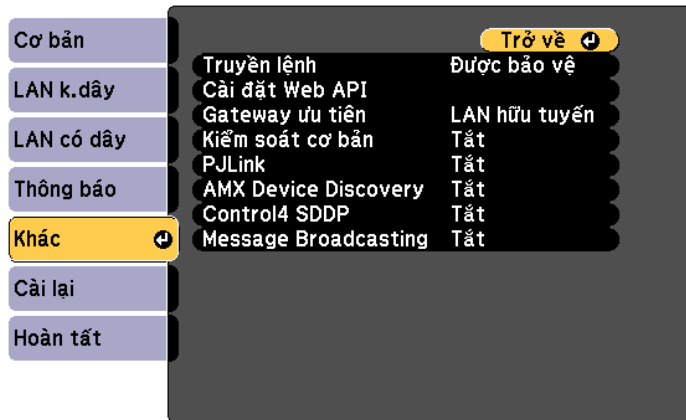 Cơ bản
LAN k.dây
LAN có dây
Thông báo
Khác
Cài lại
Hoàn tất
Trở về
Truyền lệnh Được bảo vệ
Cài đặt Web API
Gateway ưu tiên LAN hữu tuyến
Kiểm soát cơ bản Tắt
PJLink Tắt
AMX Device Discovery Tắt
Control4 SDDP Tắt
Message Broadcasting Tắt